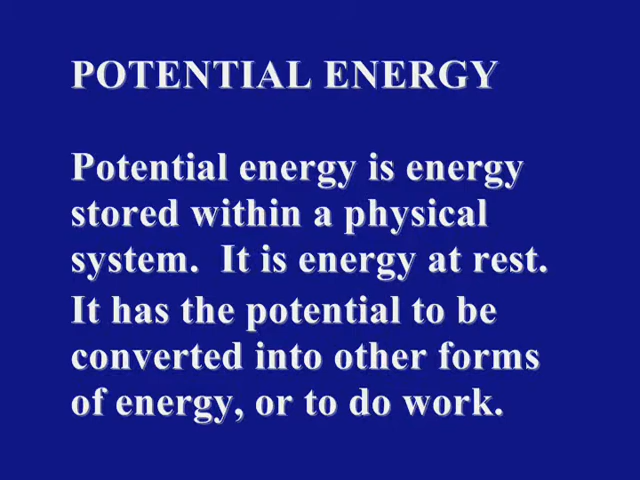 POTENTIAL ENERGY
Potential energy is energy
stored within a physical
system.  It is energy at rest.
It has the potential to be
converted into other forms
of energy, or to do work.